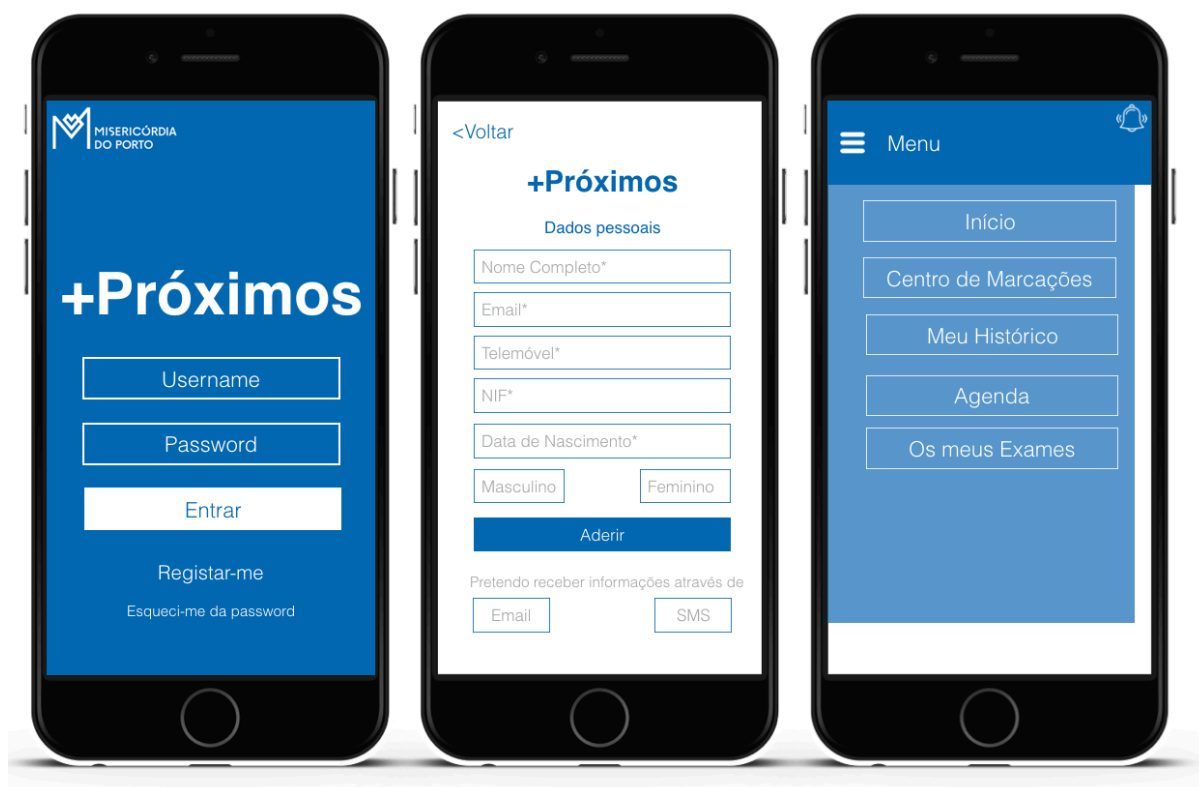 MISERICÓRDIA
DO PORTO
+Próximos
Username
Password
Entrar
Registar-me
Esqueci-me da password
<Voltar
+Próximos
Dados pessoais
Nome Completo*
Email*
Telemóvel*
NIF*
Data de Nascimento*
Masculino Feminino
Aderir
Pretendo receber informações através de
Email SMS
Menu
Início
Centro de Marcações
Meu Histórico
Agenda
Os meus Exames